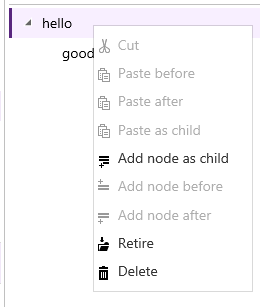 hello
good
Cut
Paste before
Paste after
Paste as child
Add node as child
Add node before
Add node after
Retire
Delete